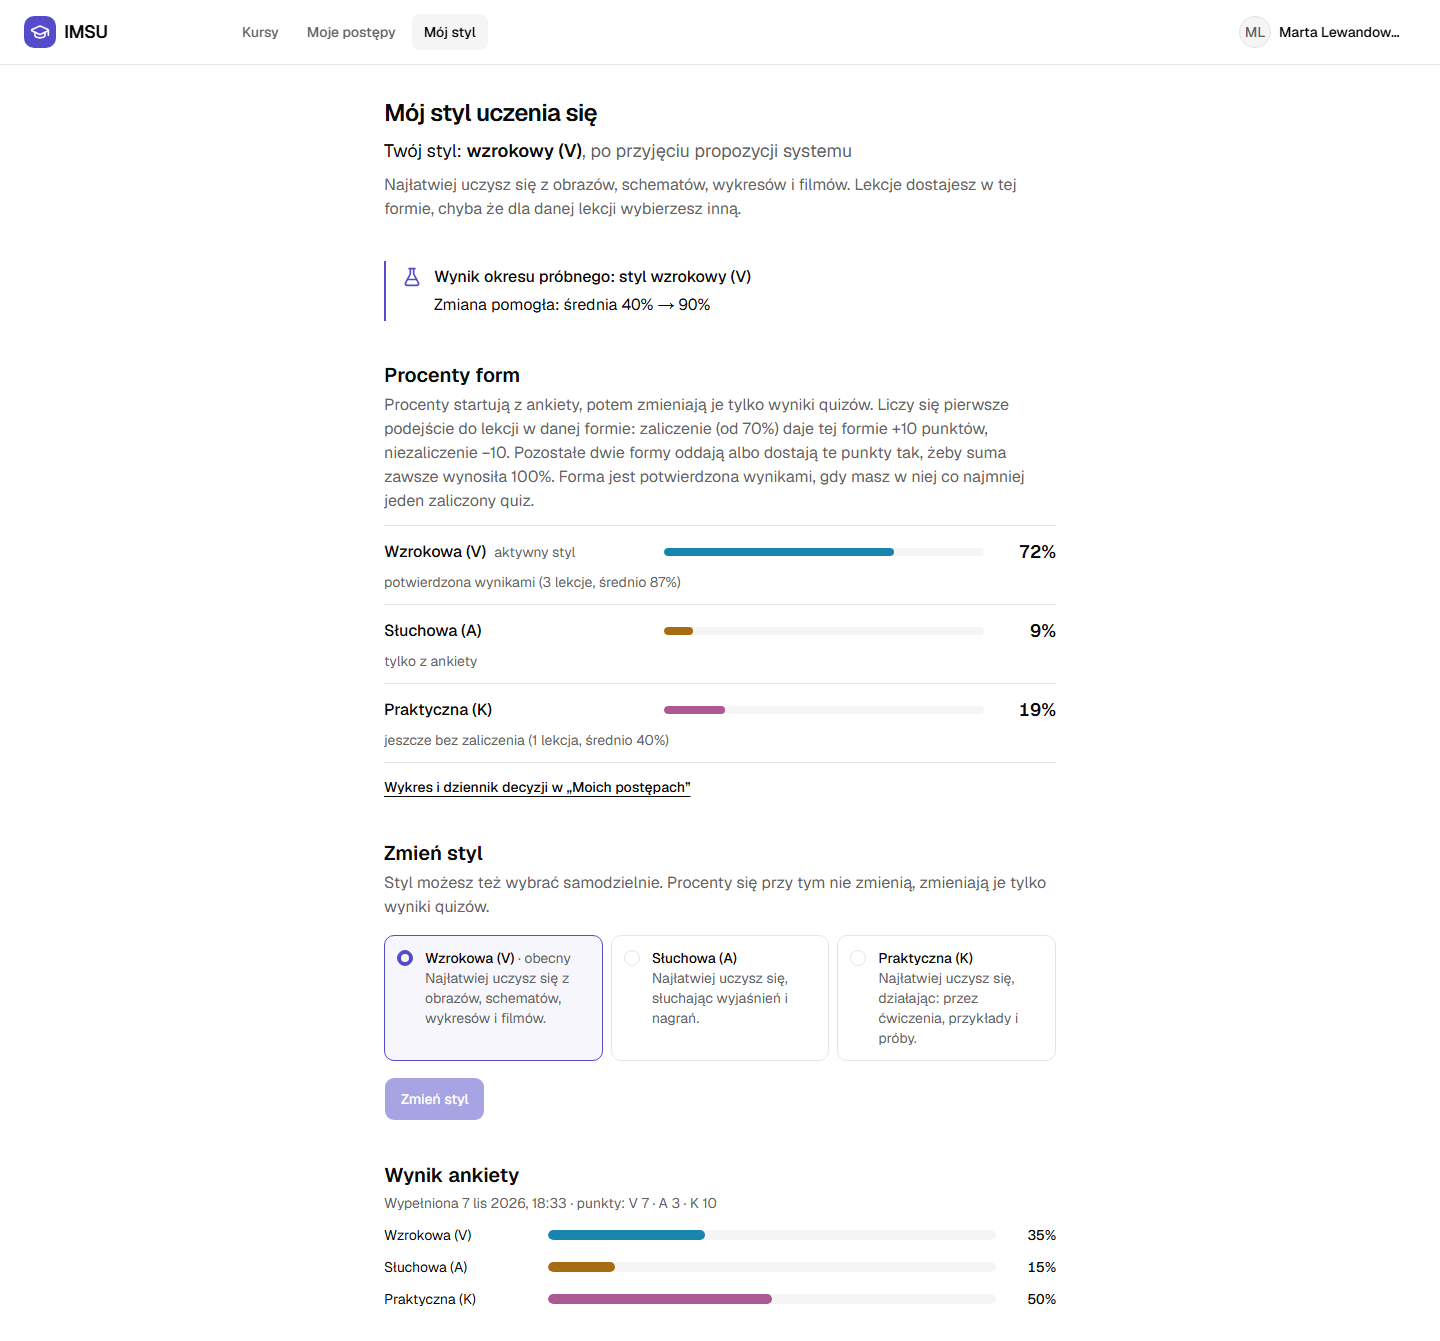 IMSU
Kursy
Moje postępy
Mój styl
ML
Marta Lewandow...
Mój styl uczenia się
Twój styl: wzrokowy (V), po przyjęciu propozycji systemu
Najłatwiej uczysz się z obrazów, schematów, wykresów i filmów. Lekcje dostajesz w tej
formie, chyba że dla danej lekcji wybierzesz inną.
Wynik okresu próbnego: styl wzrokowy (V)
Zmiana pomogła: średnia 40% → 90%
Procenty form
Procenty startują z ankiety, potem zmieniają je tylko wyniki quizów. Liczy się pierwsze
podejście do lekcji w danej formie: zaliczenie (od 70%) daje tej formie +10 punktów,
niezaliczenie −10. Pozostałe dwie formy oddają albo dostają te punkty tak, żeby suma
zawsze wynosiła 100%. Forma jest potwierdzona wynikami, gdy masz w niej co najmniej
jeden zaliczony quiz.
Wzrokowa (V) aktywny styl 72%
potwierdzona wynikami (3 lekcje, średnio 87%)
Słuchowa (A) 9%
tylko z ankiety
Praktyczna (K) 19%
jeszcze bez zaliczenia (1 lekcja, średnio 40%)
Wykres i dziennik decyzji w „Moich postępach”
Zmień styl
Styl możesz też wybrać samodzielnie. Procenty się przy tym nie zmienią, zmieniają je tylko
wyniki quizów.
Wzrokowa (V) · obecny
Najłatwiej uczysz się z
obrazów, schematów,
wykresów i filmów.
Słuchowa (A)
Najłatwiej uczysz się,
słuchając wyjaśnień i
nagrań.
Praktyczna (K)
Najłatwiej uczysz się,
działając: przez
ćwiczenia, przykłady i
próby.
Zmień styl
Wynik ankiety
Wypełniona 7 lis 2026, 18:33 · punkty: V 7 · A 3 · K 10
Wzrokowa (V) 35%
Słuchowa (A) 15%
Praktyczna (K) 50%